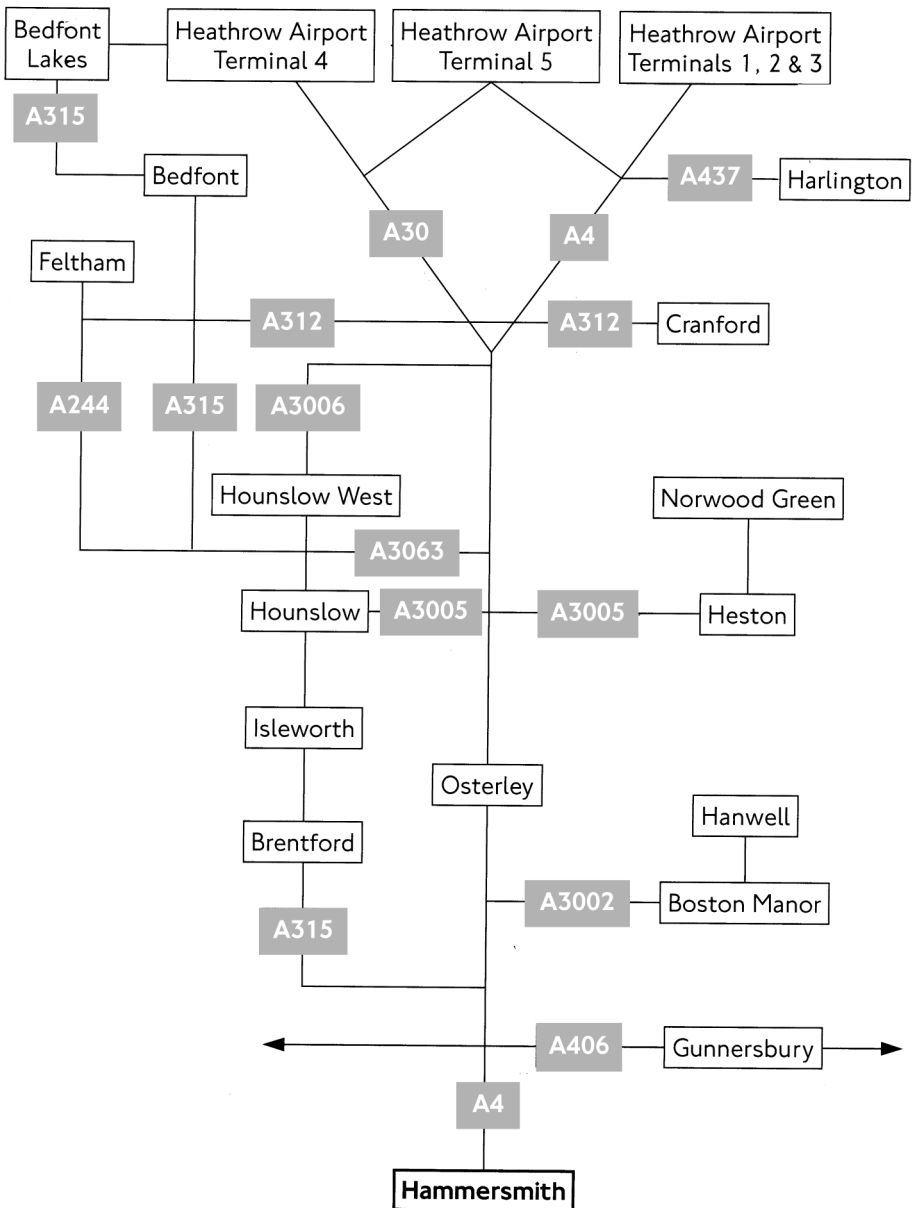 Bedfont
Lakes
Heathrow Airport
Terminal 4
Heathrow Airport
Terminal 5
Heathrow Airport
Terminals 1, 2 & 3
A315
Bedfont
A437
Harlington
A30
A4
Feltham
A312
A312
Cranford
A244
A315
A3006
Hounslow West
Norwood Green
A3063
Hounslow
A3005
A3005
Heston
Isleworth
Osterley
Hanwell
Brentford
A3002
Boston Manor
A315
A406
Gunnersbury
A4
Hammersmith